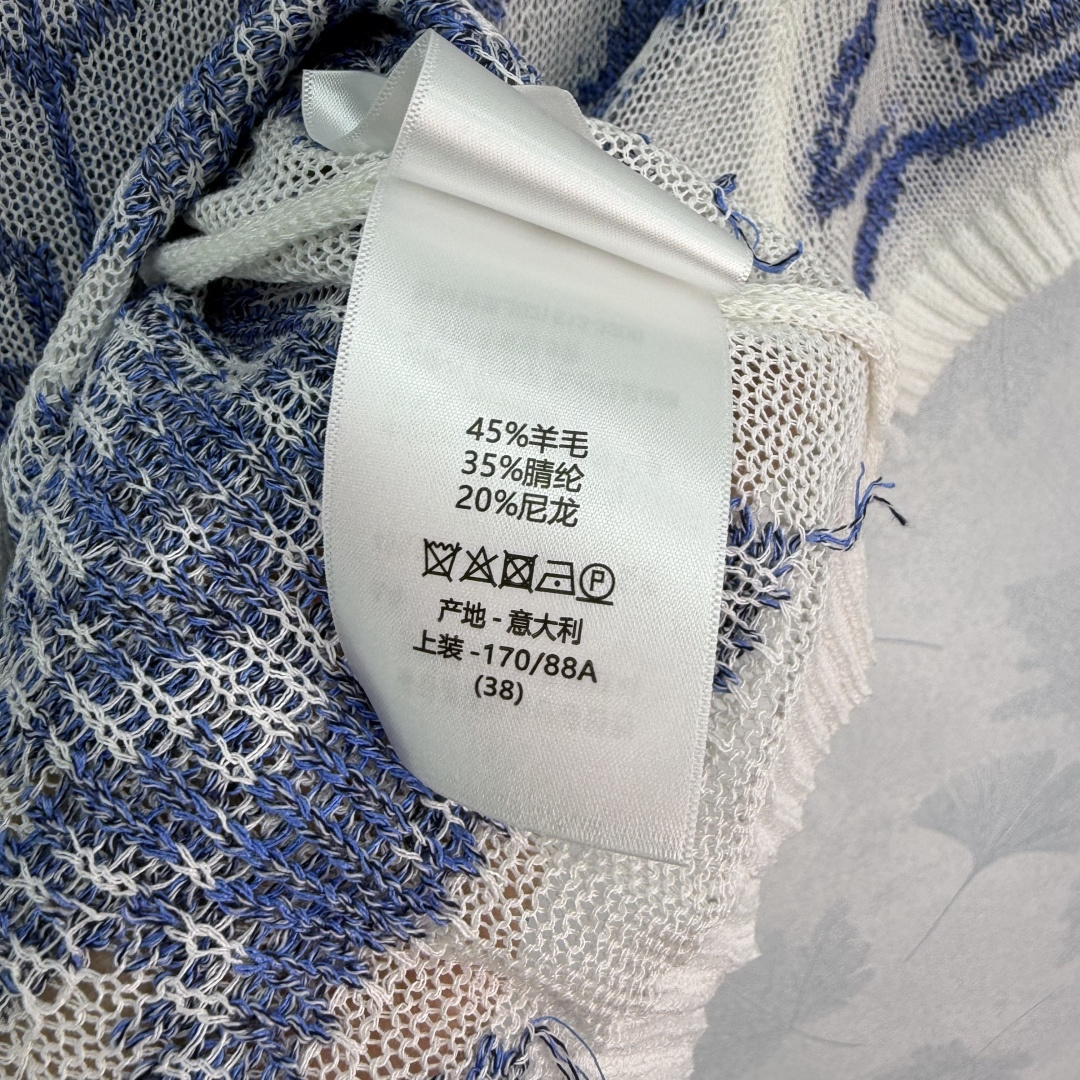 45%羊毛
35%腈纶
20%尼龙
P
产地 - 意大利
上装 -170/88A
(38)